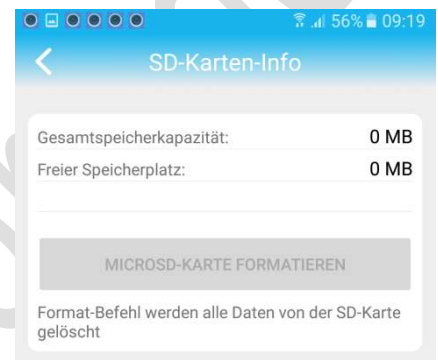 56% 09:19
SD-Karten-Info
Gesamtspeicherkapazität: 0 MB
Freier Speicherplatz: 0 MB
MICROSD-KARTE FORMATIEREN
Format-Befehl werden alle Daten von der SD-Karte
gelöscht